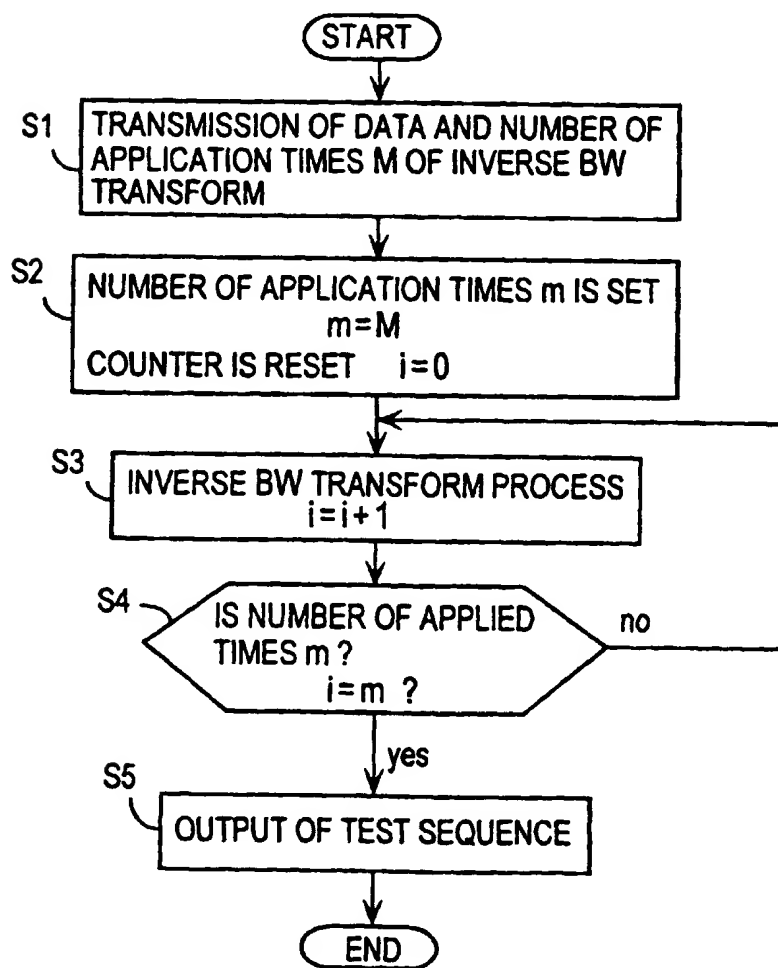 START
S1
TRANSMISSION OF DATA AND NUMBER OF
APPLICATION TIMES M OF INVERSE BW
TRANSFORM
S2
NUMBER OF APPLICATION TIMES m IS SET
m=M
COUNTER IS RESET i=0
S3
INVERSE BW TRANSFORM PROCESS
i=i+1
S4
IS NUMBER OF APPLIED
TIMES m ?
i=m ?
no
yes
S5
OUTPUT OF TEST SEQUENCE
END